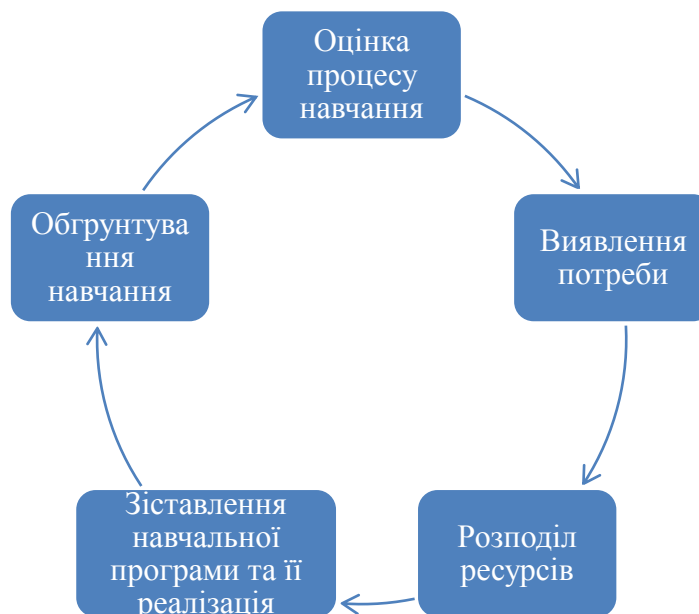 Оцінка
процесу
навчання
Виявлення
потреби
Розподіл
ресурсів
Зіставлення
навчальної
програми та її
реалізація
Обгрунтува
ння
навчання